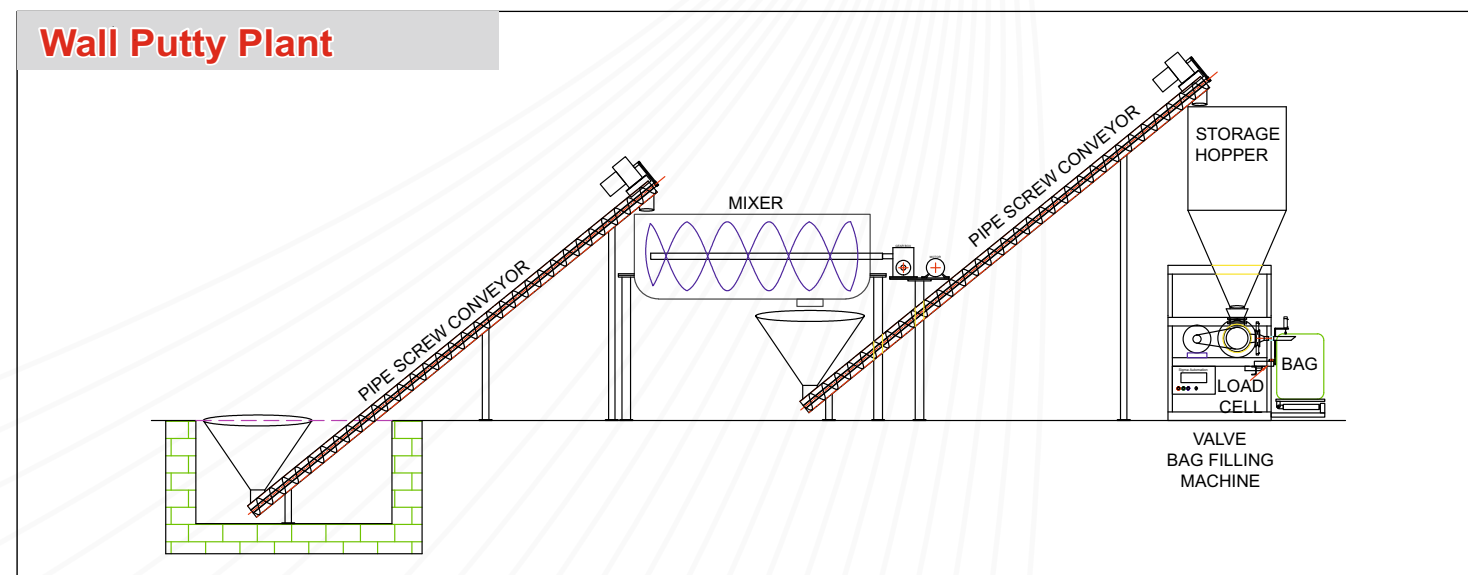 Wall Putty Plant
PIPE SCREW CONVEYOR
MIXER
PIPE SCREW CONVEYOR
STORAGE
HOPPER
BAG
LOAD
CELL
VALVE
BAG FILLING
MACHINE